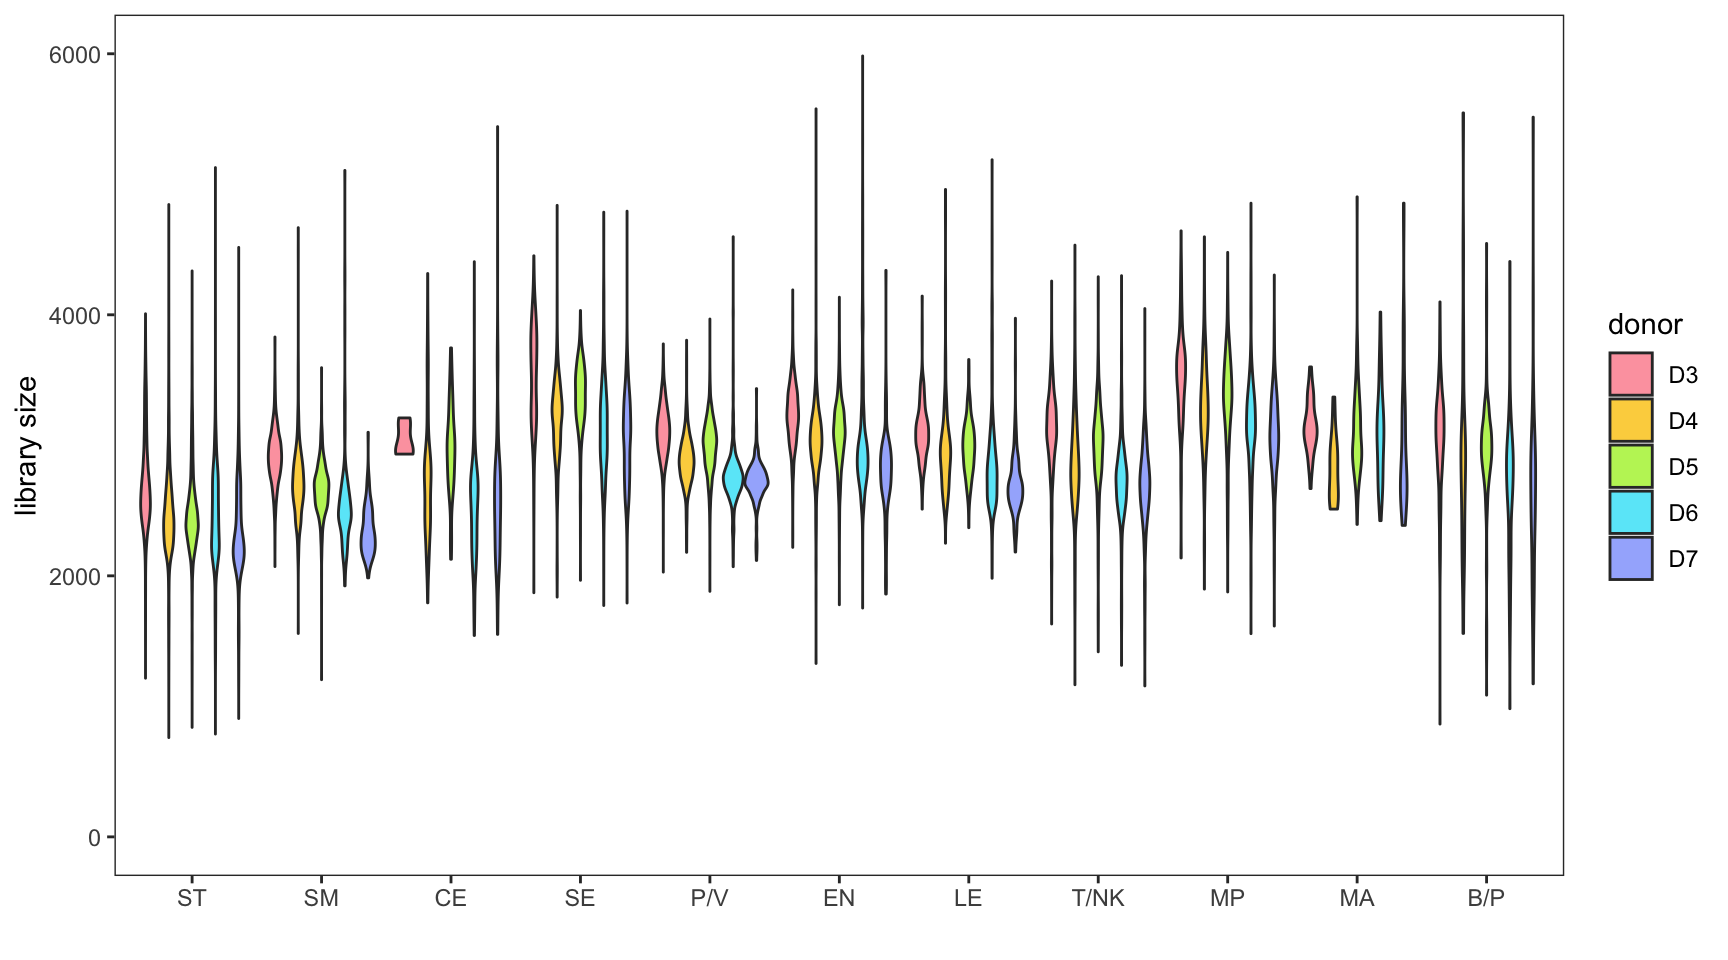 6000
4000
2000
0
library size
ST SM CE SE P/V EN LE T/NK MP MA B/P
donor
D3
D4
D5
D6
D7